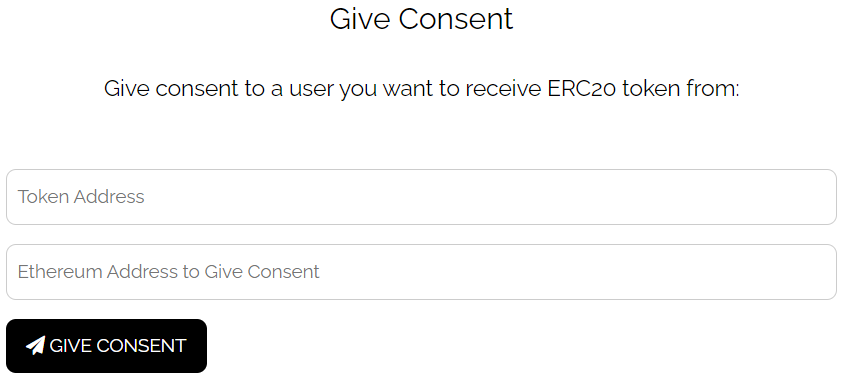 Give Consent
Give consent to a user you want to receive ERC20 token from:
Token Address
Ethereum Address to Give Consent
GIVE CONSENT